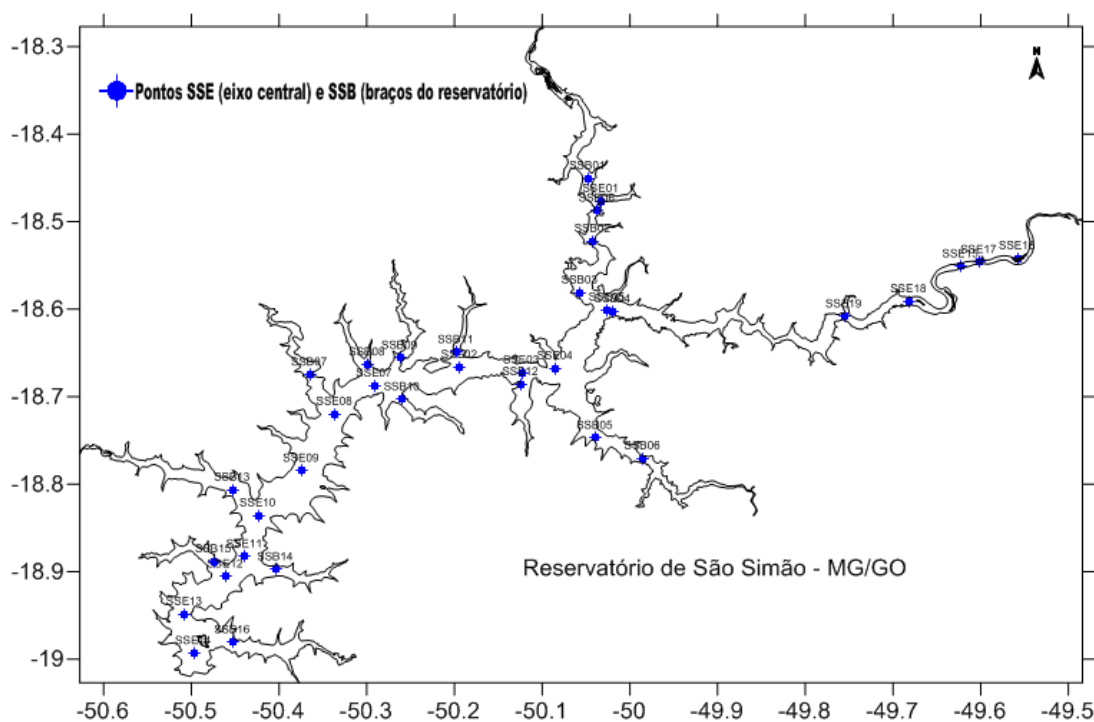 -18.3
N
Pontos SSE (eixo central) e SSB (braços do reservatório)
-18.4
SSB01
SSE01
-18.5
SSB02
SSE17
SSE18
SSB03
-18.6
SSB11
SSB09
SSB08
SSB07
SSE03
SSE04
SSE07
SSB12
-18.7
SSB10
SSE08
SSB05
SSB06
SSE09
-18.8
SSB13
SSE10
SSE11
SSB15
SSB14
-18.9
SSE12
Reservatório de São Simão - MG/GO
SSE13
SSB16
-19
-50.6
-50.5
-50.4
-50.3
-50.2
-50.1
-50
-49.9
-49.8
-49.7
-49.6
-49.5